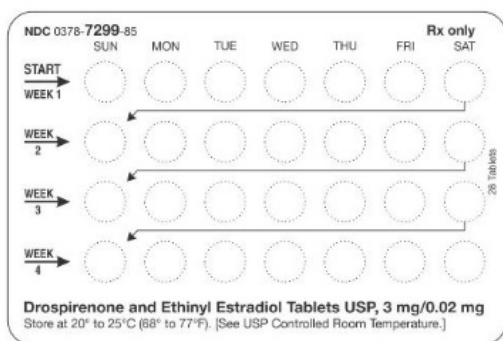 NDC 0378-7299-85 Rx only
SUN MON TUE WED THU FRI SAT
START
WEEK 1
WEEK
2
WEEK
3
WEEK
4
28 Tablets
Drospirenone and Ethinyl Estradiol Tablets USP, 3 mg/0.02 mg
Store at 20° to 25°C (68° to 77°F). [See USP Controlled Room Temperature.]